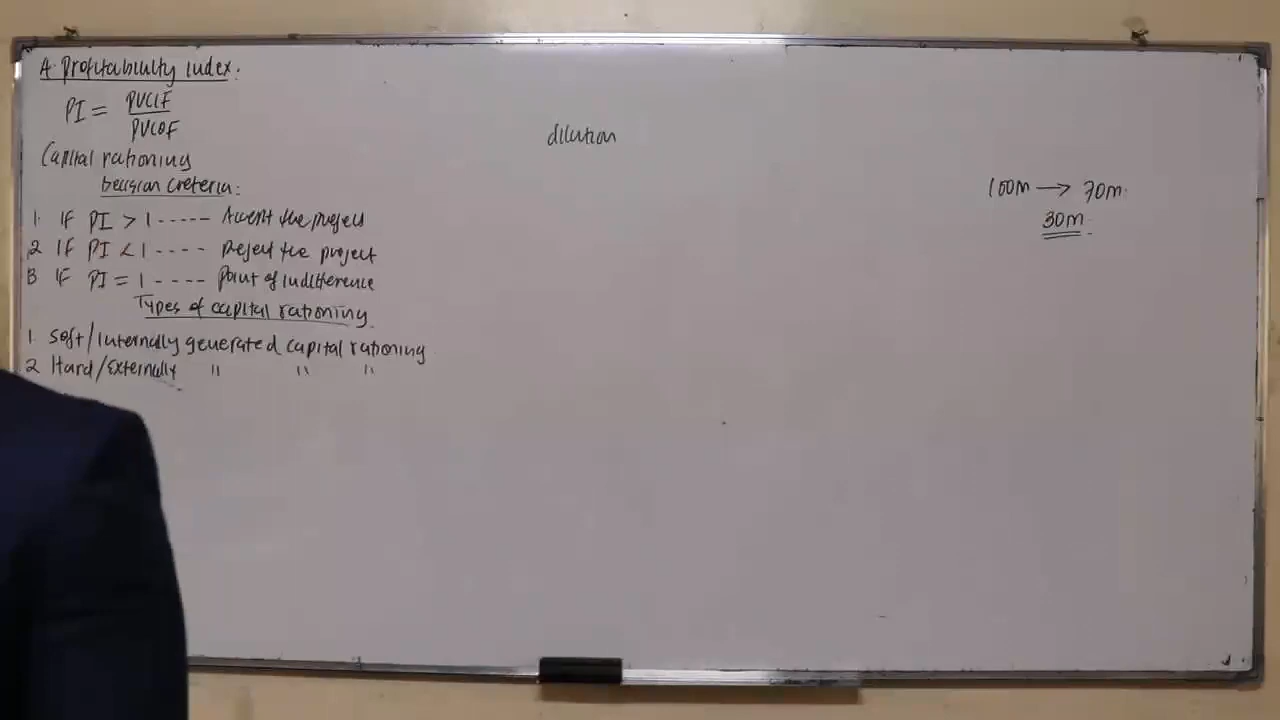 A. Profitability index:
PI = PVCIF
PVCOF
Capital rationing
Decision Creteria:
1. If PI > 1 ----- Accept the project
2 If PI < 1 ---- Reject the project
3 If PI = 1 ---- Point of indifference
Types of capital rationing
1. Soft/Internally generated capital rationing
2 Hard/Externally " " "
dilution
100m → 70m.
30m.